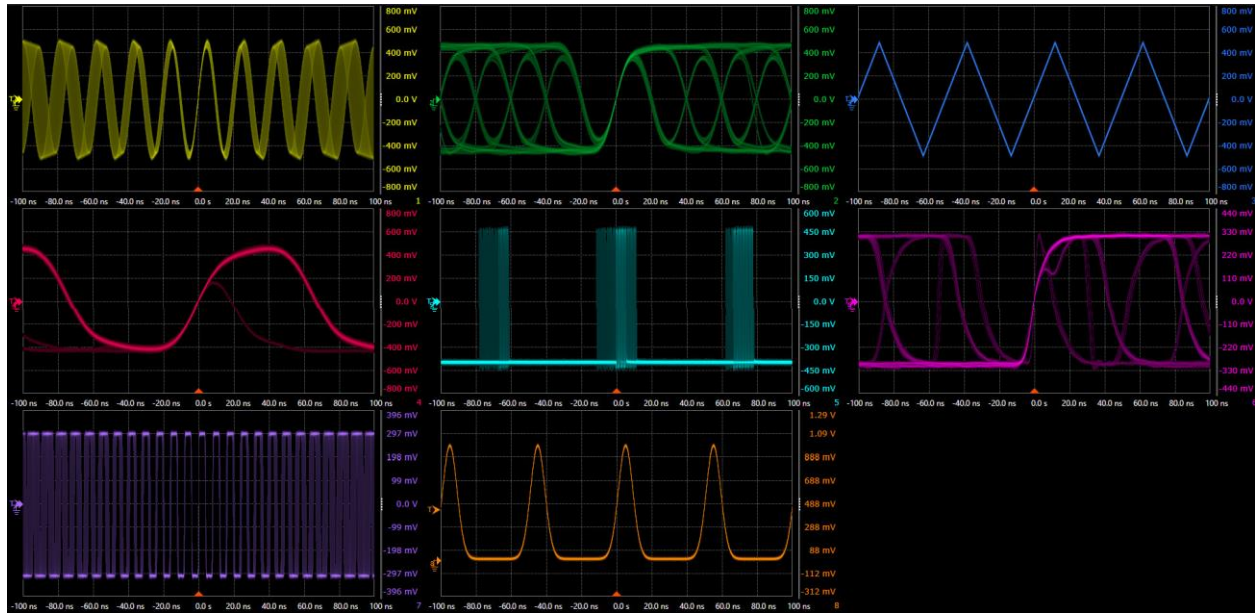 800 mV
600 mV
400 mV
200 mV
0.0 V
-200 mV
-400 mV
-600 mV
-800 mV
-100 ns -80.0 ns -60.0 ns -40.0 ns -20.0 ns 0.0 s 20.0 ns 40.0 ns 60.0 ns 80.0 ns 100 ns
1
800 mV
600 mV
400 mV
200 mV
0.0 V
-200 mV
-400 mV
-600 mV
-800 mV
-100 ns -80.0 ns -60.0 ns -40.0 ns -20.0 ns 0.0 s 20.0 ns 40.0 ns 60.0 ns 80.0 ns 100 ns
2
800 mV
600 mV
400 mV
200 mV
0.0 V
-200 mV
-400 mV
-600 mV
-800 mV
-100 ns -80.0 ns -60.0 ns -40.0 ns -20.0 ns 0.0 s 20.0 ns 40.0 ns 60.0 ns 80.0 ns 100 ns
3
800 mV
600 mV
400 mV
200 mV
0.0 V
-200 mV
-400 mV
-600 mV
-800 mV
-100 ns -80.0 ns -60.0 ns -40.0 ns -20.0 ns 0.0 s 20.0 ns 40.0 ns 60.0 ns 80.0 ns 100 ns
4
600 mV
450 mV
300 mV
150 mV
0.0 V
-150 mV
-300 mV
-450 mV
-600 mV
-100 ns -80.0 ns -60.0 ns -40.0 ns -20.0 ns 0.0 s 20.0 ns 40.0 ns 60.0 ns 80.0 ns 100 ns
5
440 mV
330 mV
220 mV
110 mV
0.0 V
-110 mV
-220 mV
-330 mV
-440 mV
-100 ns -80.0 ns -60.0 ns -40.0 ns -20.0 ns 0.0 s 20.0 ns 40.0 ns 60.0 ns 80.0 ns 100 ns
396 mV
297 mV
198 mV
99 mV
0.0 V
-99 mV
-198 mV
-297 mV
-396 mV
-100 ns -80.0 ns -60.0 ns -40.0 ns -20.0 ns 0.0 s 20.0 ns 40.0 ns 60.0 ns 80.0 ns 100 ns
7
1.29 V
1.09 V
888 mV
688 mV
488 mV
288 mV
88 mV
-112 mV
-312 mV
-100 ns -80.0 ns -60.0 ns -40.0 ns -20.0 ns 0.0 s 20.0 ns 40.0 ns 60.0 ns 80.0 ns 100 ns
8